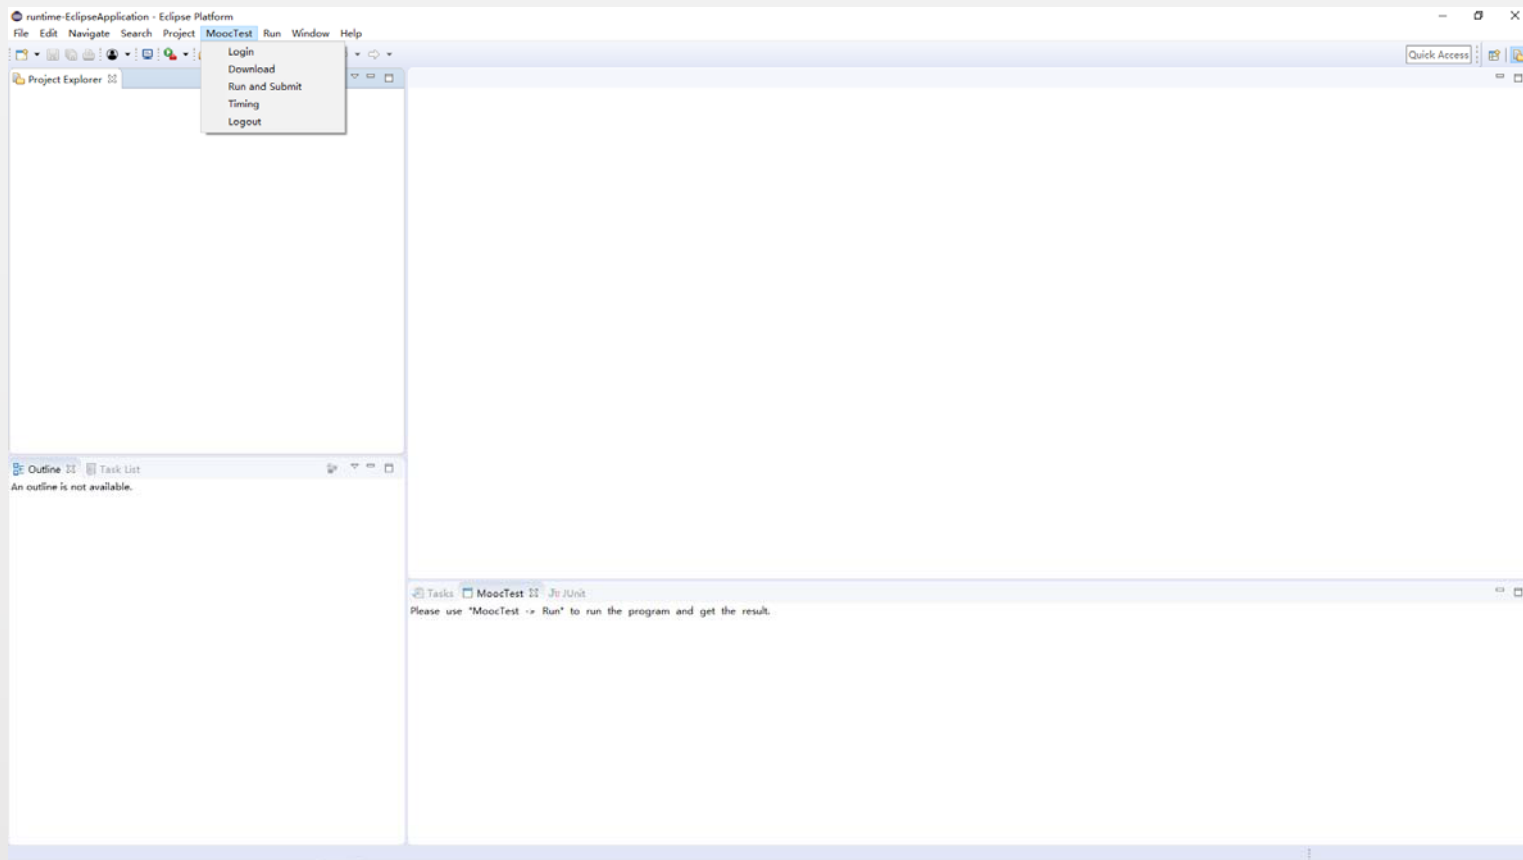 runtime-EclipseApplication - Eclipse Platform
File Edit Navigate Search Project MoocTest Run Window Help
Login
Download
Run and Submit
Timing
Logout
Quick Access
Project Explorer
Outline Task List
An outline is not available.
Tasks MoocTest JUnit
Please use "MoocTest -> Run" to run the program and get the result.